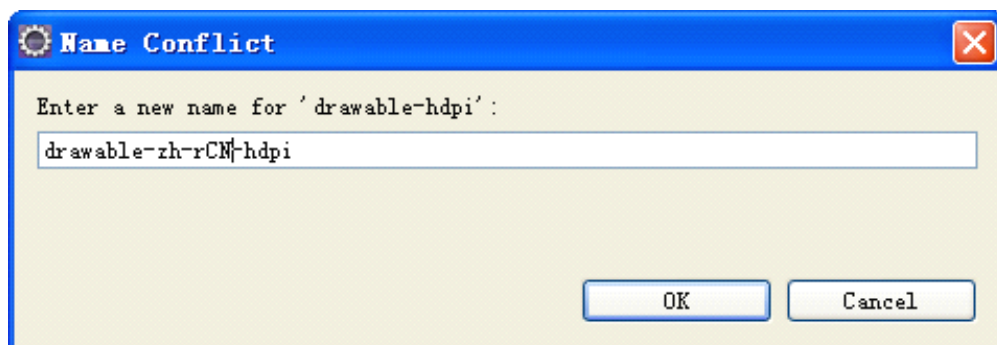 Name Conflict
Enter a new name for 'drawable-hdpi':
drawable-zh-rCN-hdpi
OK
Cancel